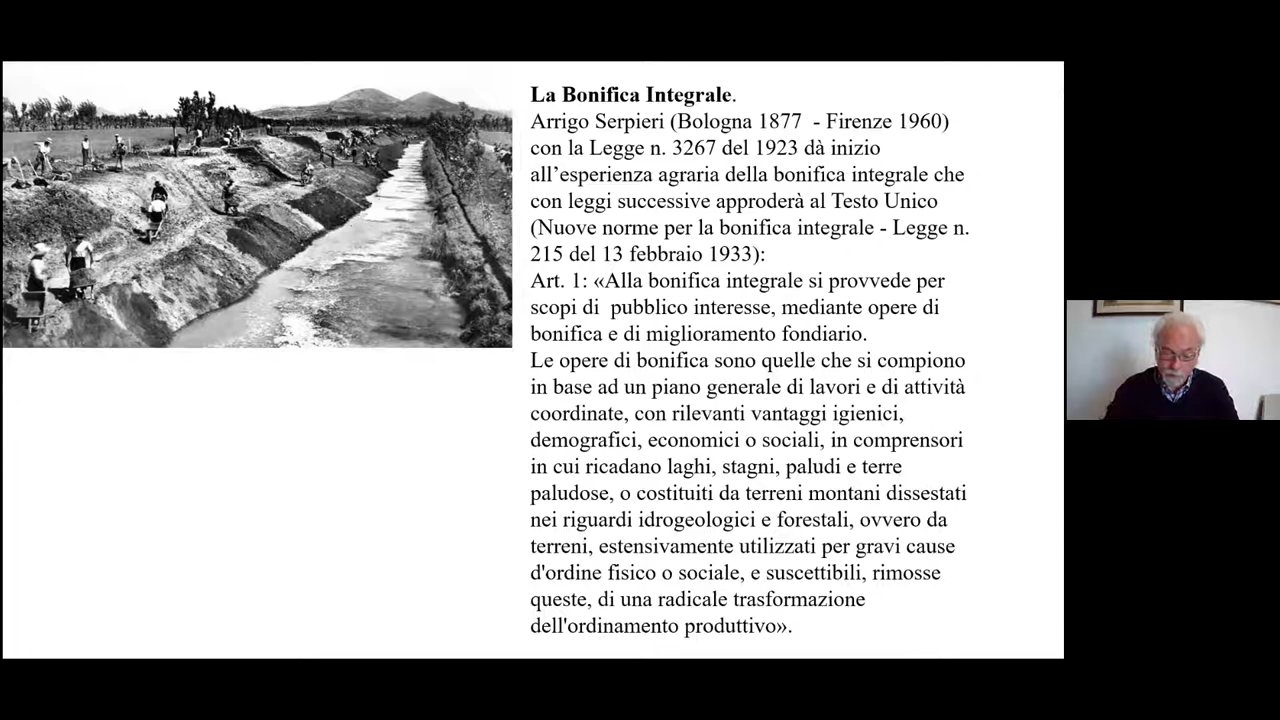 La Bonifica Integrale.
Arrigo Serpieri (Bologna 1877 - Firenze 1960)
con la Legge n. 3267 del 1923 dà inizio
all’esperienza agraria della bonifica integrale che
con leggi successive approderà al Testo Unico
(Nuove norme per la bonifica integrale - Legge n.
215 del 13 febbraio 1933):
Art. 1: «Alla bonifica integrale si provvede per
scopi di pubblico interesse, mediante opere di
bonifica e di miglioramento fondiario.
Le opere di bonifica sono quelle che si compiono
in base ad un piano generale di lavori e di attività
coordinate, con rilevanti vantaggi igienici,
demografici, economici o sociali, in comprensori
in cui ricadano laghi, stagni, paludi e terre
paludose, o costituiti da terreni montani dissestati
nei riguardi idrogeologici e forestali, ovvero da
terreni, estensivamente utilizzati per gravi cause
d'ordine fisico o sociale, e suscettibili, rimosse
queste, di una radicale trasformazione
dell'ordinamento produttivo».